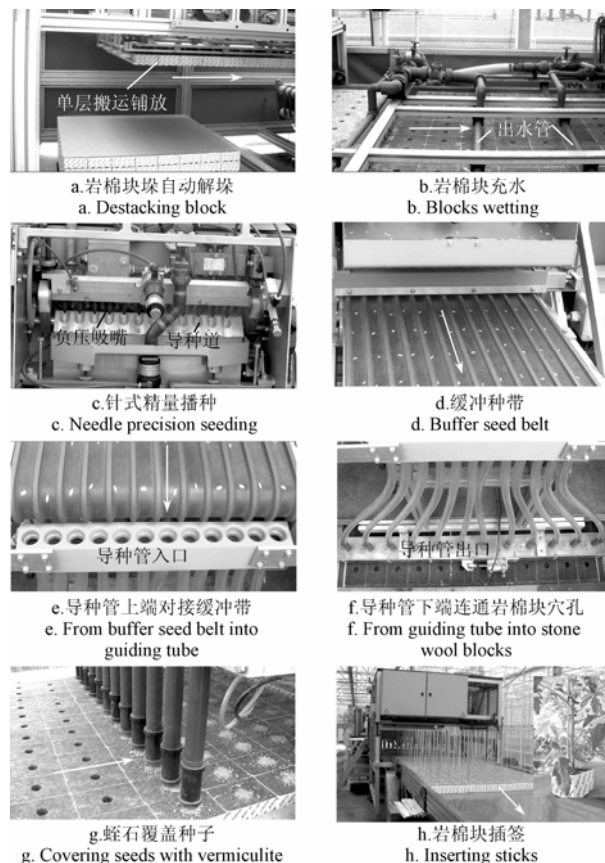 单层搬运铺放
出水管
a.岩棉块垛自动解垛
a. Destacking block
b.岩棉块充水
b. Blocks wetting
负压吸嘴
导种道
c.针式精量播种
c. Needle precision seeding
d.缓冲种带
d. Buffer seed belt
导种管入口
导种管出口
e.导种管上端对接缓冲带
e. From buffer seed belt into
guiding tube
f.导种管下端连通岩棉块穴孔
f. From guiding tube into stone
wool blocks
g.蛭石覆盖种子
g. Covering seeds with vermiculite
h.岩棉块插签
h. Inserting sticks